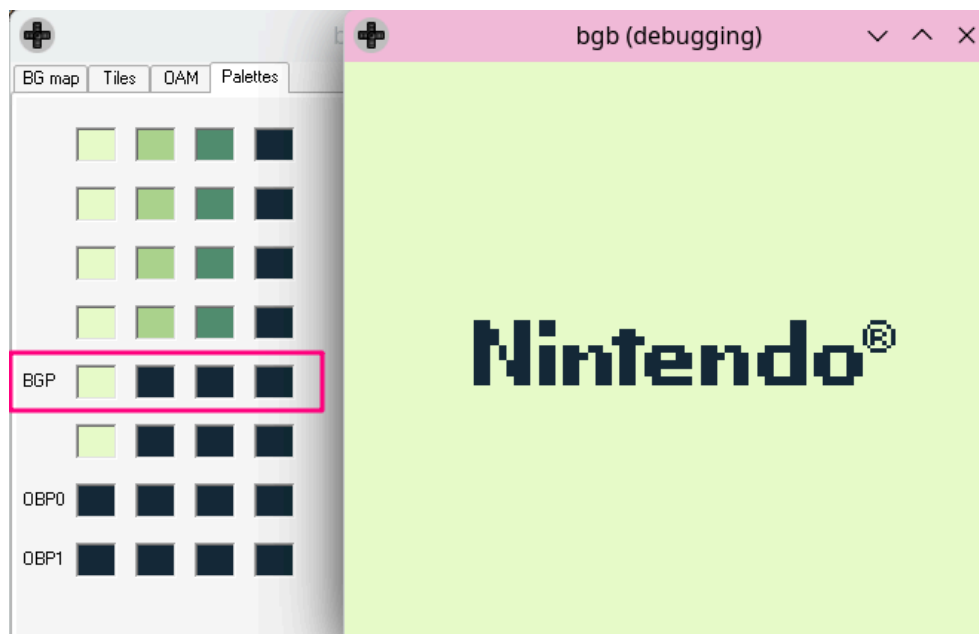 bgb (debugging)
BG map Tiles OAM Palettes
BGP
OBP0
OBP1
Nintendo®